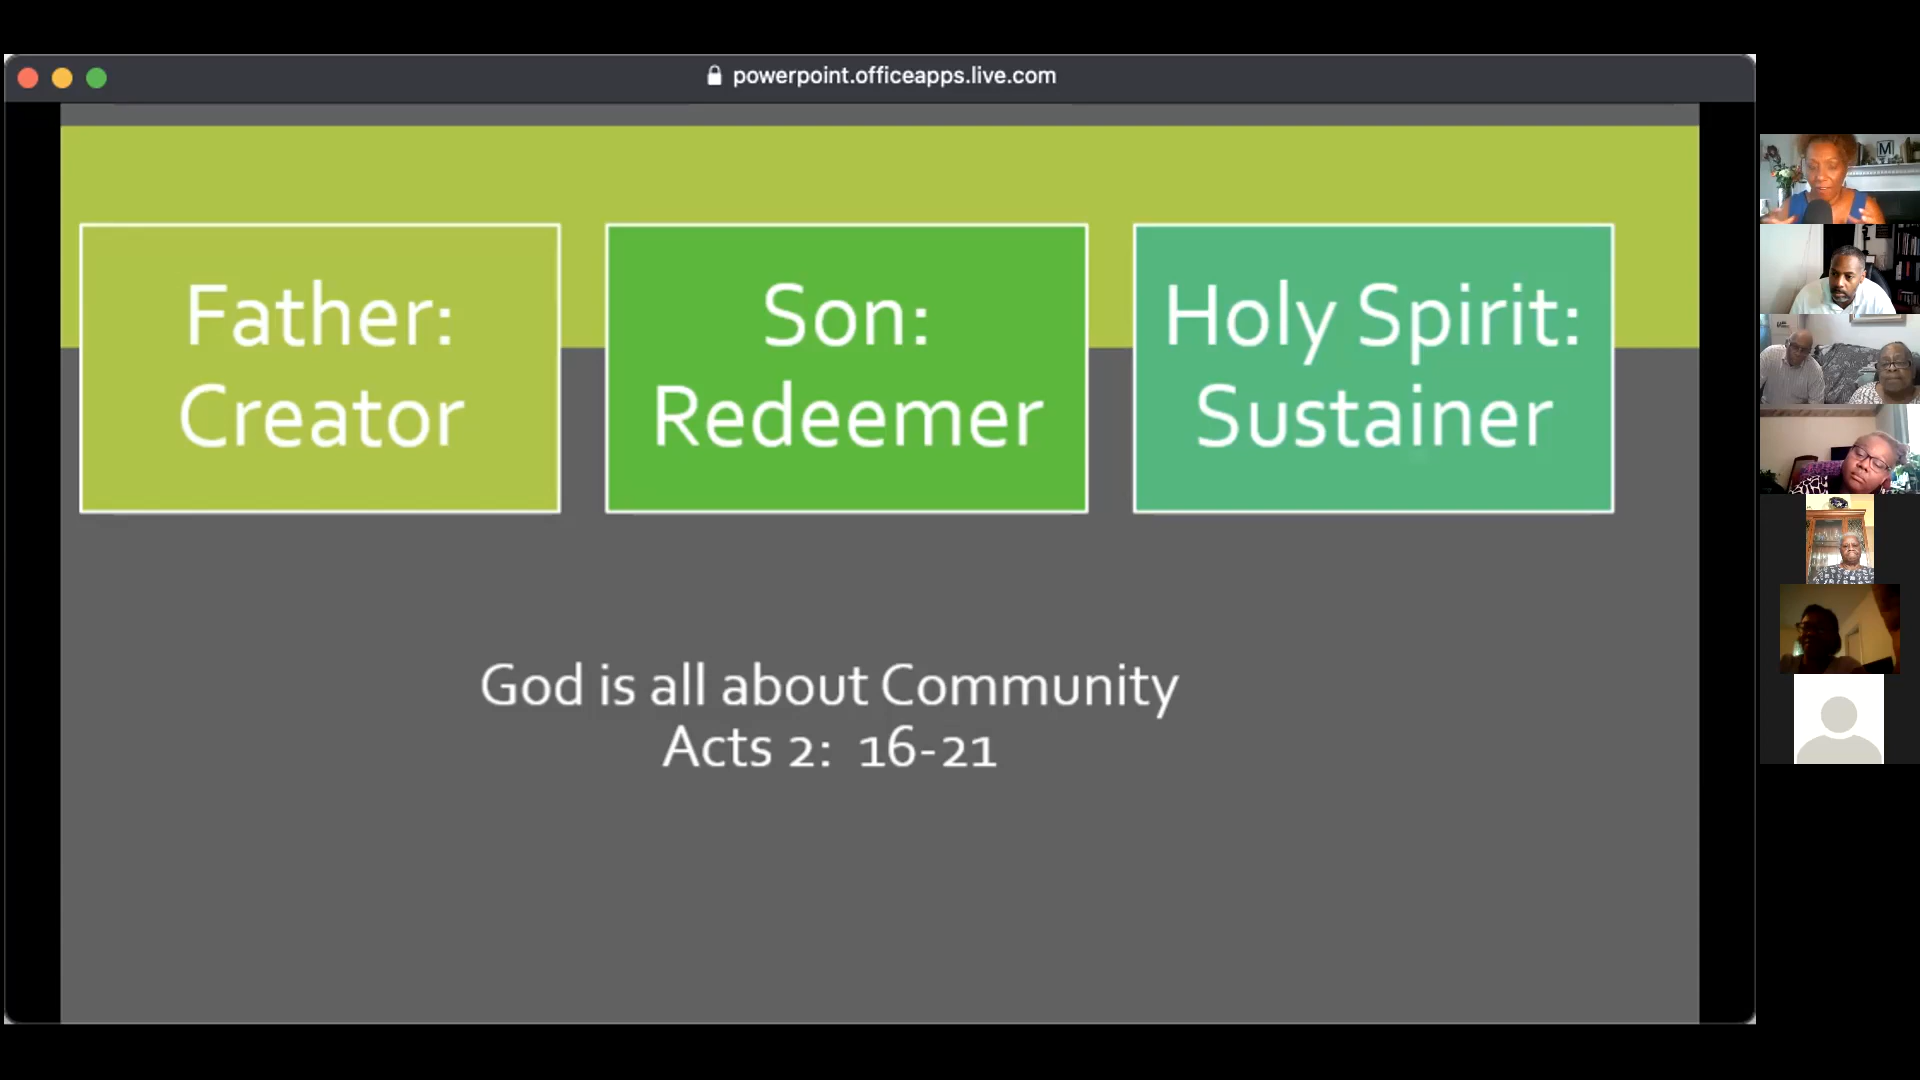 powerpoint.officeapps.live.com
Father:
Creator
Son:
Redeemer
Holy Spirit:
Sustainer
God is all about Community
Acts 2: 16-21
M